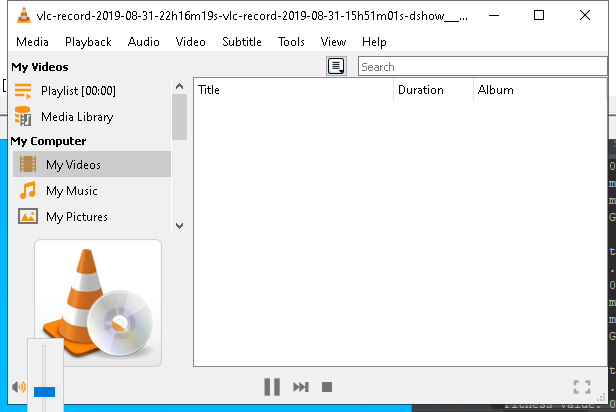 vlc-record-2019-08-31-22h16m19s-vlc-record-2019-08-31-15h51m01s-dshow__...
Media Playback Audio Video Subtitle Tools View Help
My Videos
Search
Playlist [00:00]
Media Library
My Computer
My Videos
My Music
My Pictures
Title Duration Album
Fitness value: 0